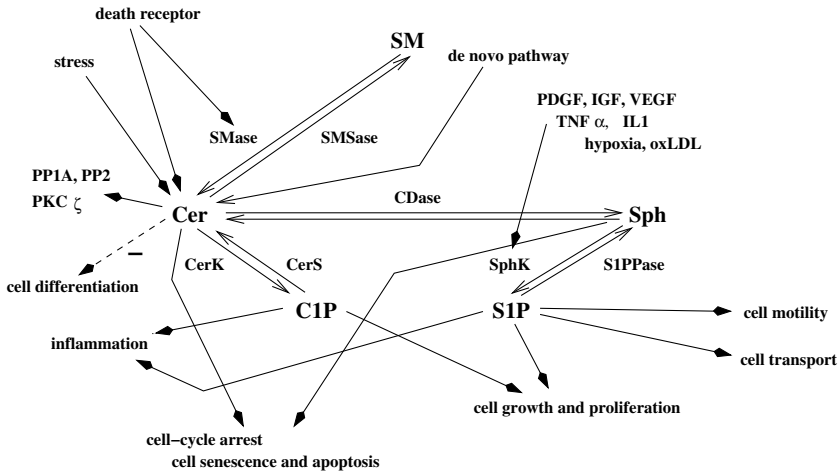 death receptor
SM
stress
de novo pathway
PDGF, IGF, VEGF
TNF α, IL1
hypoxia, oxLDL
SMase
SMSase
PP1A, PP2
PKC ζ
CDase
Cer
Sph
CerK
CerS
SphK
S1PPase
cell differentiation
C1P
S1P
cell motility
inflammation
cell transport
cell growth and proliferation
cell-cycle arrest
cell senescence and apoptosis